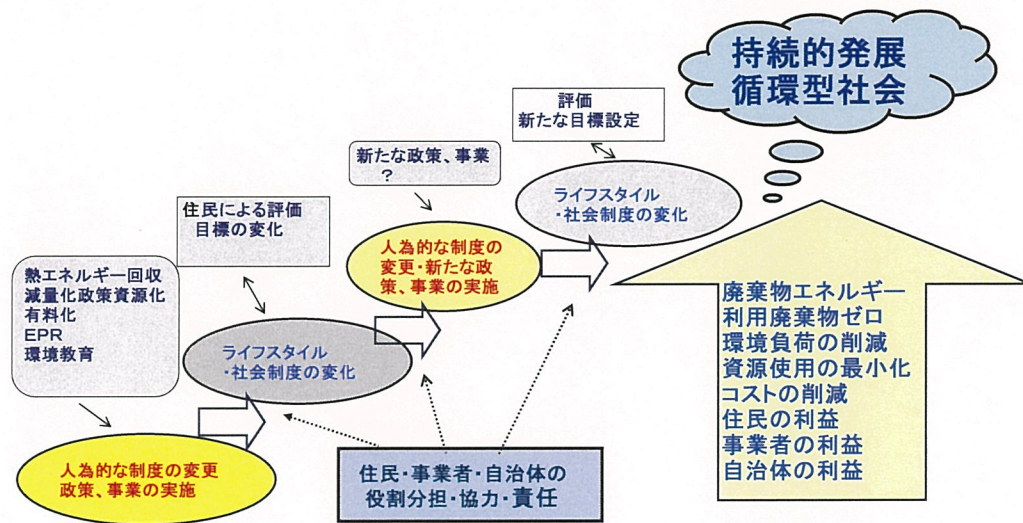 持続的発展
循環型社会
評価
新たな目標設定
新たな政策、事業
?
ライフスタイル
・社会制度の変化
住民による評価
目標の変化
人為的な制度の
変更・新たな政
策、事業の実施
熱エネルギー回収
減量化政策資源化
有料化
EPR
環境教育
ライフスタイル
・社会制度の変化
人為的な制度の変更
政策、事業の実施
住民・事業者・自治体の
役割分担・協力・責任
廃棄物エネルギー
利用廃棄物ゼロ
環境負荷の削減
資源使用の最小化
コストの削減
住民の利益
事業者の利益
自治体の利益